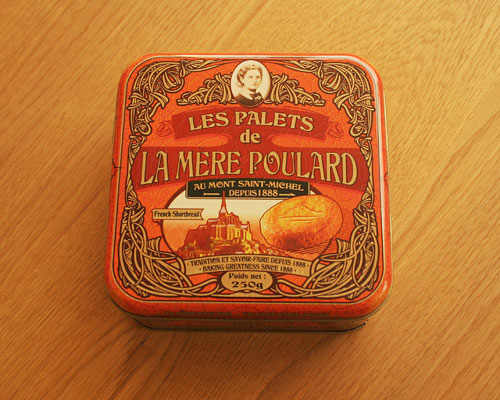 LES PALETS
de
LA MERE POULARD
AU MONT SAINT-MICHEL
DEPUIS 1888
French Shortbread
· TRADITION ET SAVOIR-FAIRE DEPUIS 1888 ·
· BAKING GREATNESS SINCE 1888 ·
Poids net :
250g